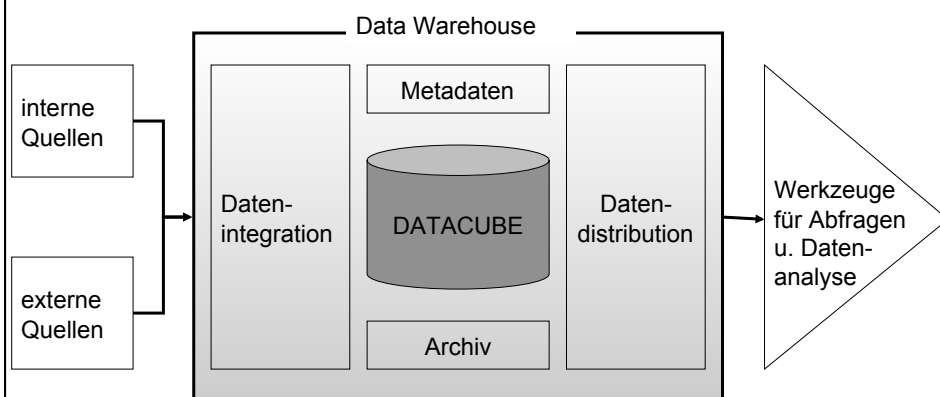 Data Warehouse
interne
Quellen
externe
Quellen
Daten-
integration
Metadaten
DATACUBE
Archiv
Daten-
distribution
Werkzeuge
für Abfragen
u. Daten-
analyse